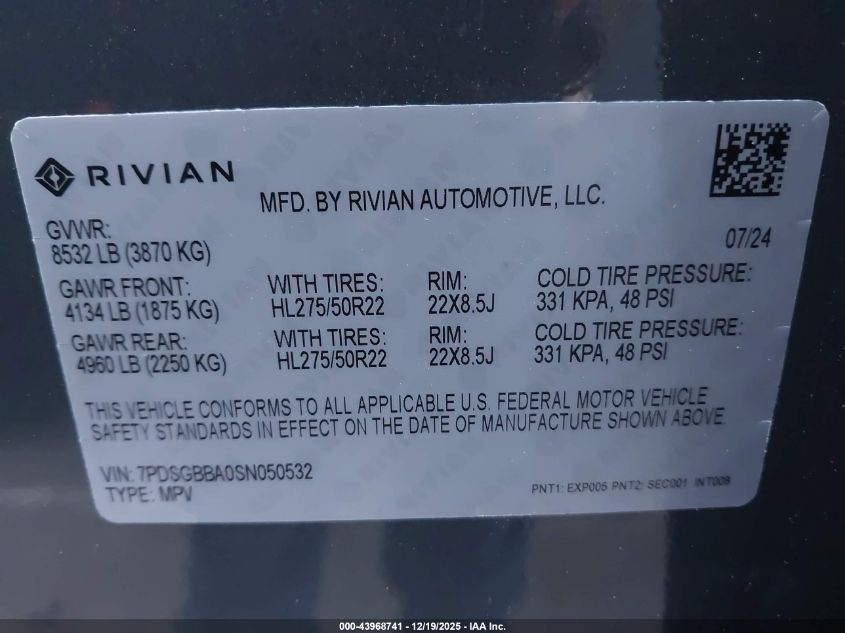 RIVIAN
MFD. BY RIVIAN AUTOMOTIVE, LLC.
07/24
GVWR:
8532 LB (3870 KG)
GAWR FRONT: WITH TIRES: RIM: COLD TIRE PRESSURE:
4134 LB (1875 KG) HL275/50R22 22X8.5J 331 KPA, 48 PSI
GAWR REAR: WITH TIRES: RIM: COLD TIRE PRESSURE:
4960 LB (2250 KG) HL275/50R22 22X8.5J 331 KPA, 48 PSI
THIS VEHICLE CONFORMS TO ALL APPLICABLE U.S. FEDERAL MOTOR VEHICLE
SAFETY STANDARDS IN EFFECT ON THE DATE OF MANUFACTURE SHOWN ABOVE.
VIN: 7PDSGBBA0SN050532
TYPE: MPV
PNT1: EXP005 PNT2: SEC001 INT008
000-43968741 - 12/19/2025 - IAA Inc.